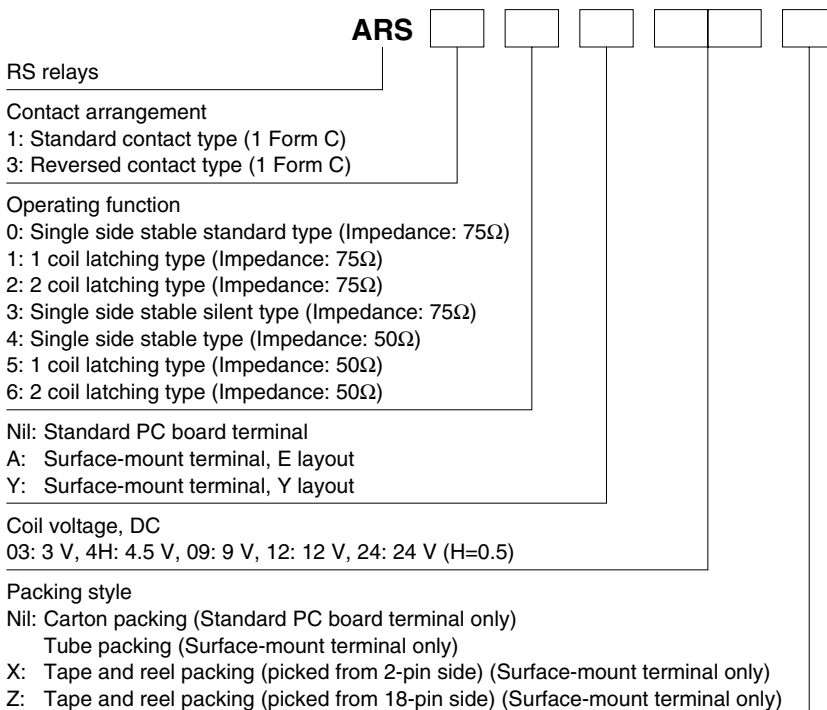 ARS
RS relays
Contact arrangement
1: Standard contact type (1 Form C)
3: Reversed contact type (1 Form C)
Operating function
0: Single side stable standard type (Impedance: 75Ω)
1: 1 coil latching type (Impedance: 75Ω)
2: 2 coil latching type (Impedance: 75Ω)
3: Single side stable silent type (Impedance: 75Ω)
4: Single side stable type (Impedance: 50Ω)
5: 1 coil latching type (Impedance: 50Ω)
6: 2 coil latching type (Impedance: 50Ω)
Nil: Standard PC board terminal
A: Surface-mount terminal, E layout
Y: Surface-mount terminal, Y layout
Coil voltage, DC
03: 3 V, 4H: 4.5 V, 09: 9 V, 12: 12 V, 24: 24 V (H=0.5)
Packing style
Nil: Carton packing (Standard PC board terminal only)
Tube packing (Surface-mount terminal only)
X: Tape and reel packing (picked from 2-pin side) (Surface-mount terminal only)
Z: Tape and reel packing (picked from 18-pin side) (Surface-mount terminal only)